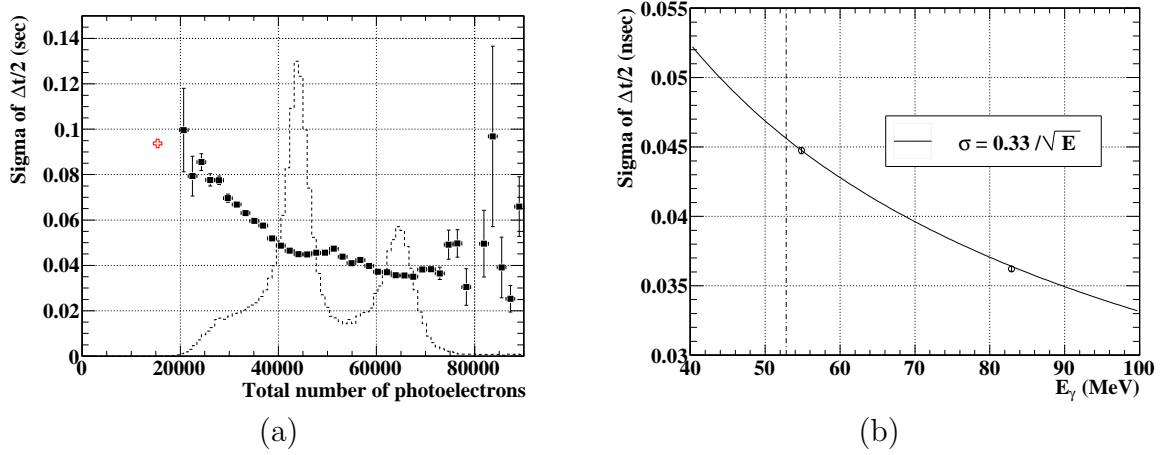 Sigma of Δt/2 (sec)
0.14
0.12
0.1
0.08
0.06
0.04
0.02
0
0 20000 40000 60000 80000
Total number of photoelectrons
(a)
Sigma of Δt/2 (nsec)
0.055
0.05
0.045
0.04
0.035
0.03
σ = 0.33 /√E
40 50 60 70 80 90 100
E_γ (MeV)
(b)